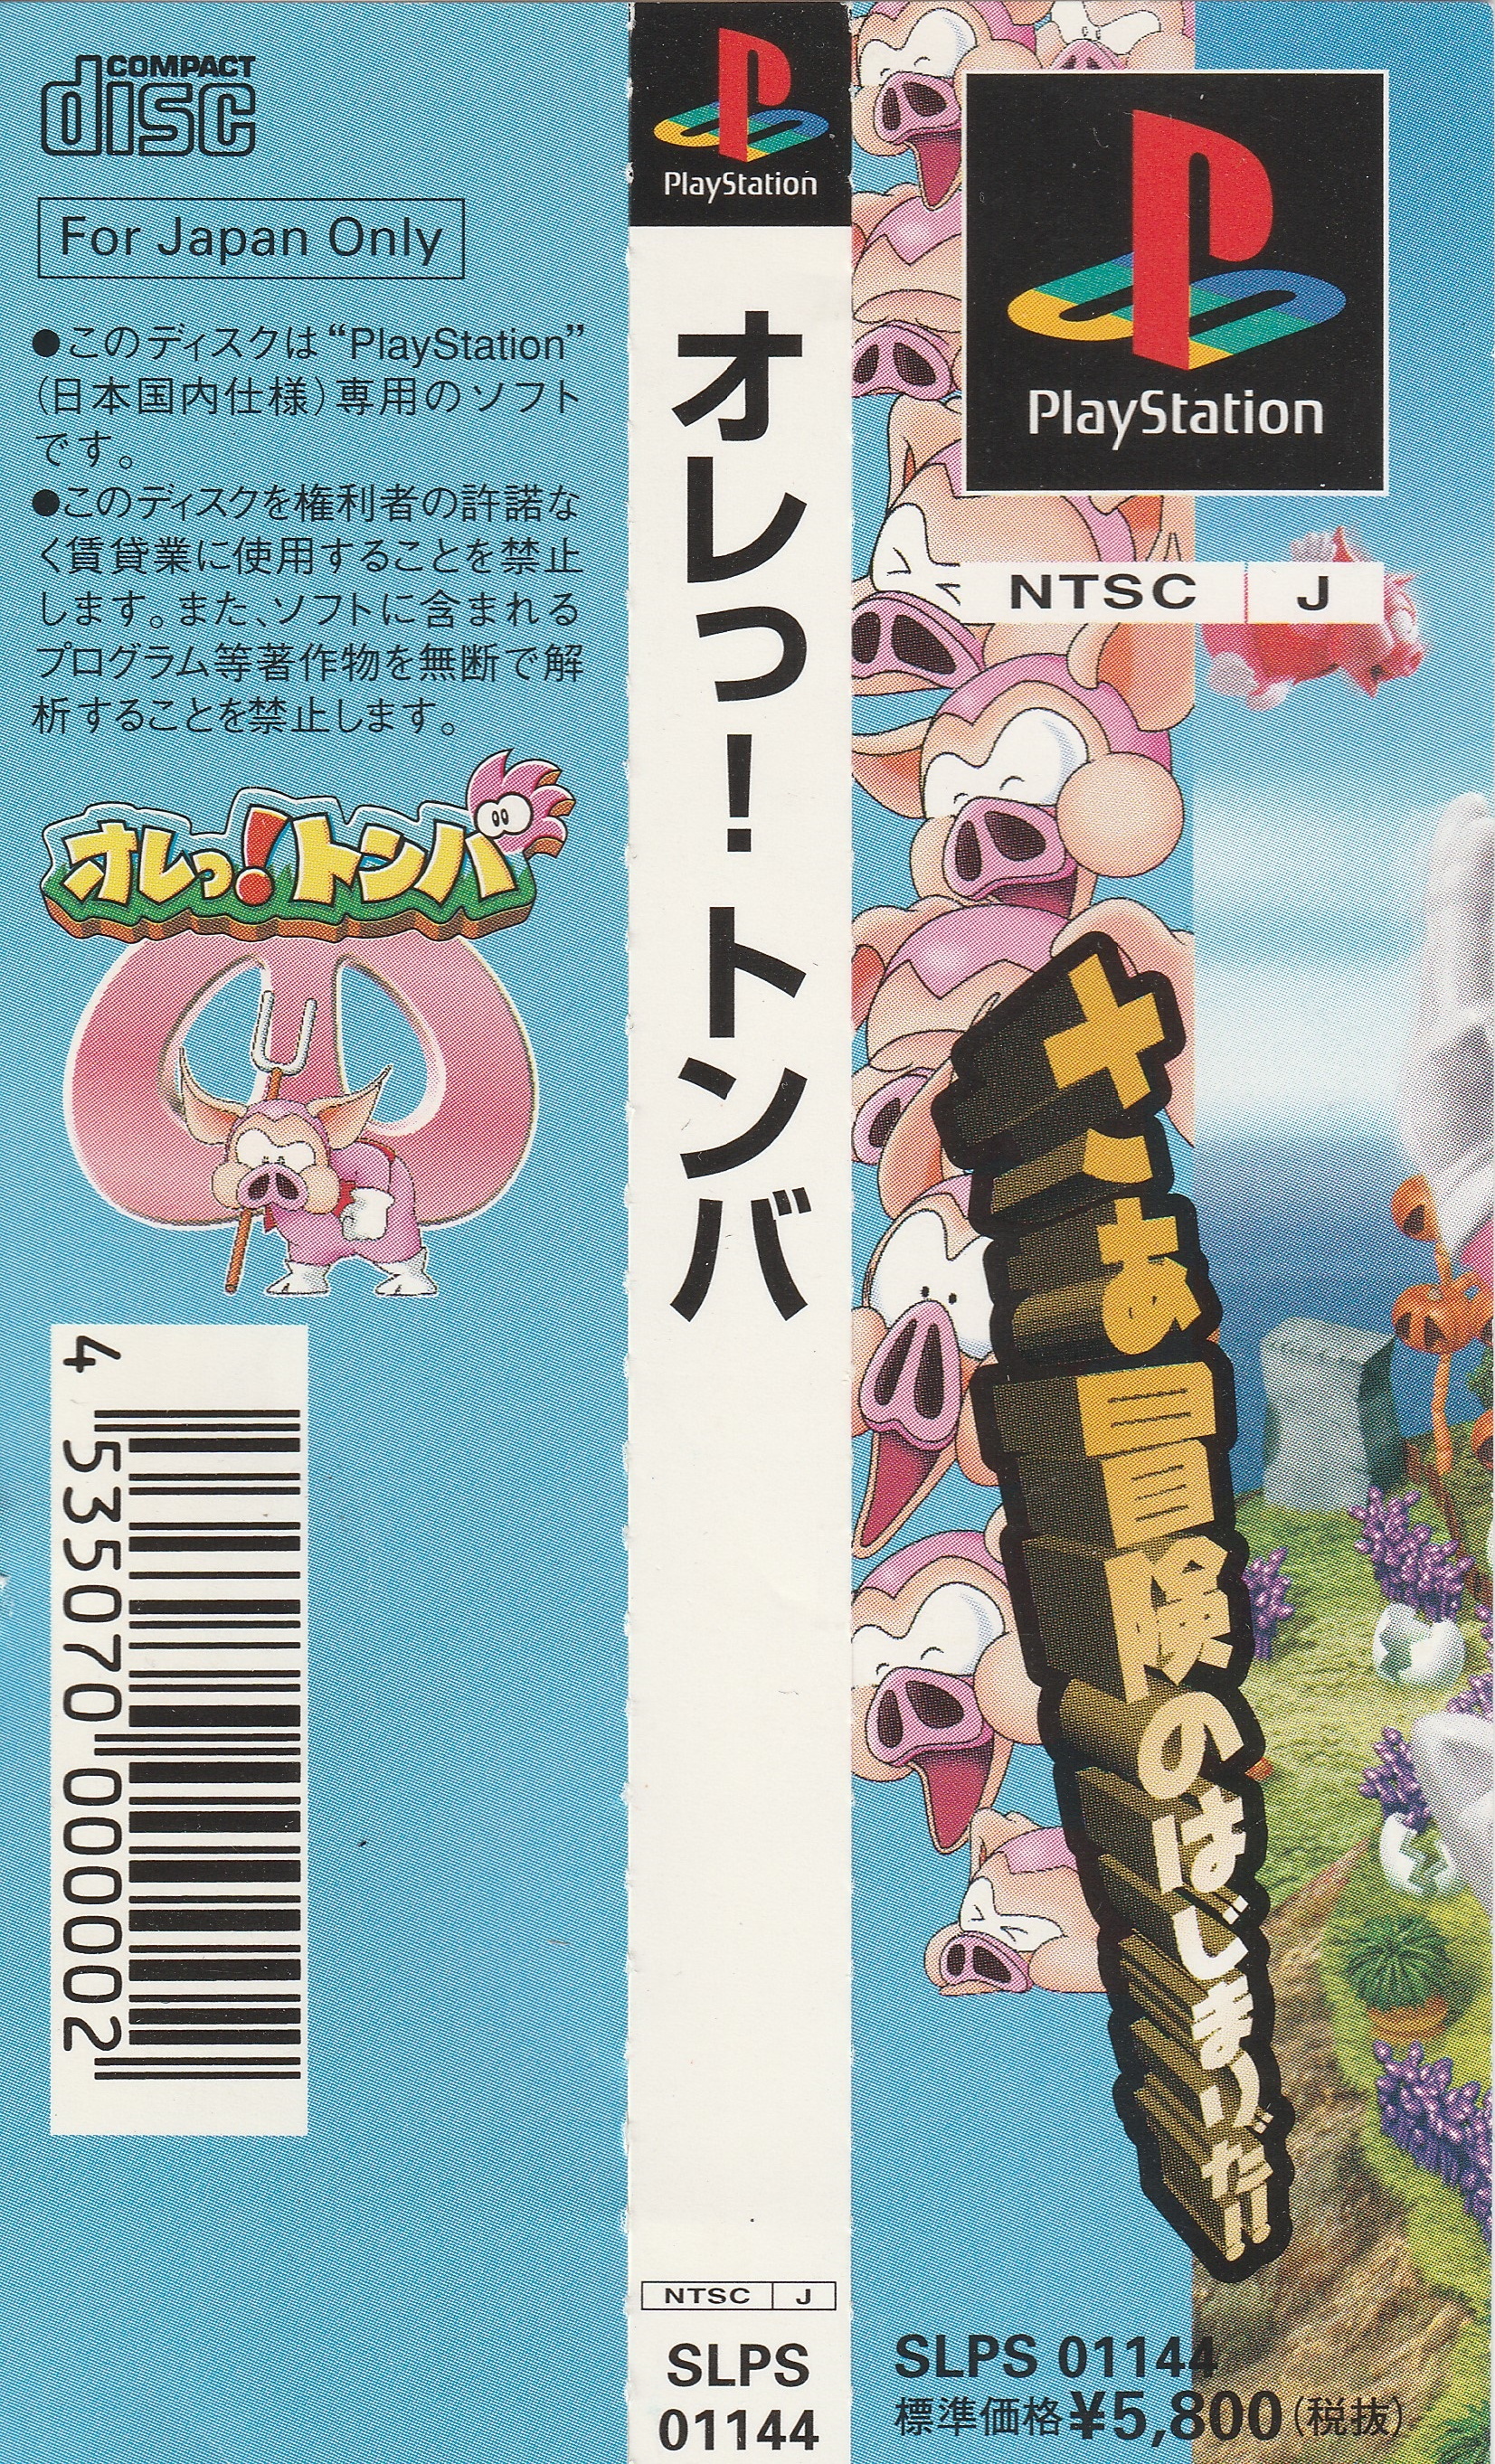 COMPACT
disc
For Japan Only
●このディスクは“PlayStation”
(日本国内仕様)専用のソフト
です。
●このディスクを権利者の許諾な
く賃貸業に使用することを禁止
します。また、ソフトに含まれる
プログラム等著作物を無断で解
析することを禁止します。
オレっ!トンバ
4 535070 000002
PlayStation
オレっ!トンバ
NTSC J
SLPS
01144
PlayStation
NTSC J
さあ冒険のはじまりだ!!
SLPS 01144
標準価格¥5,800(税抜)